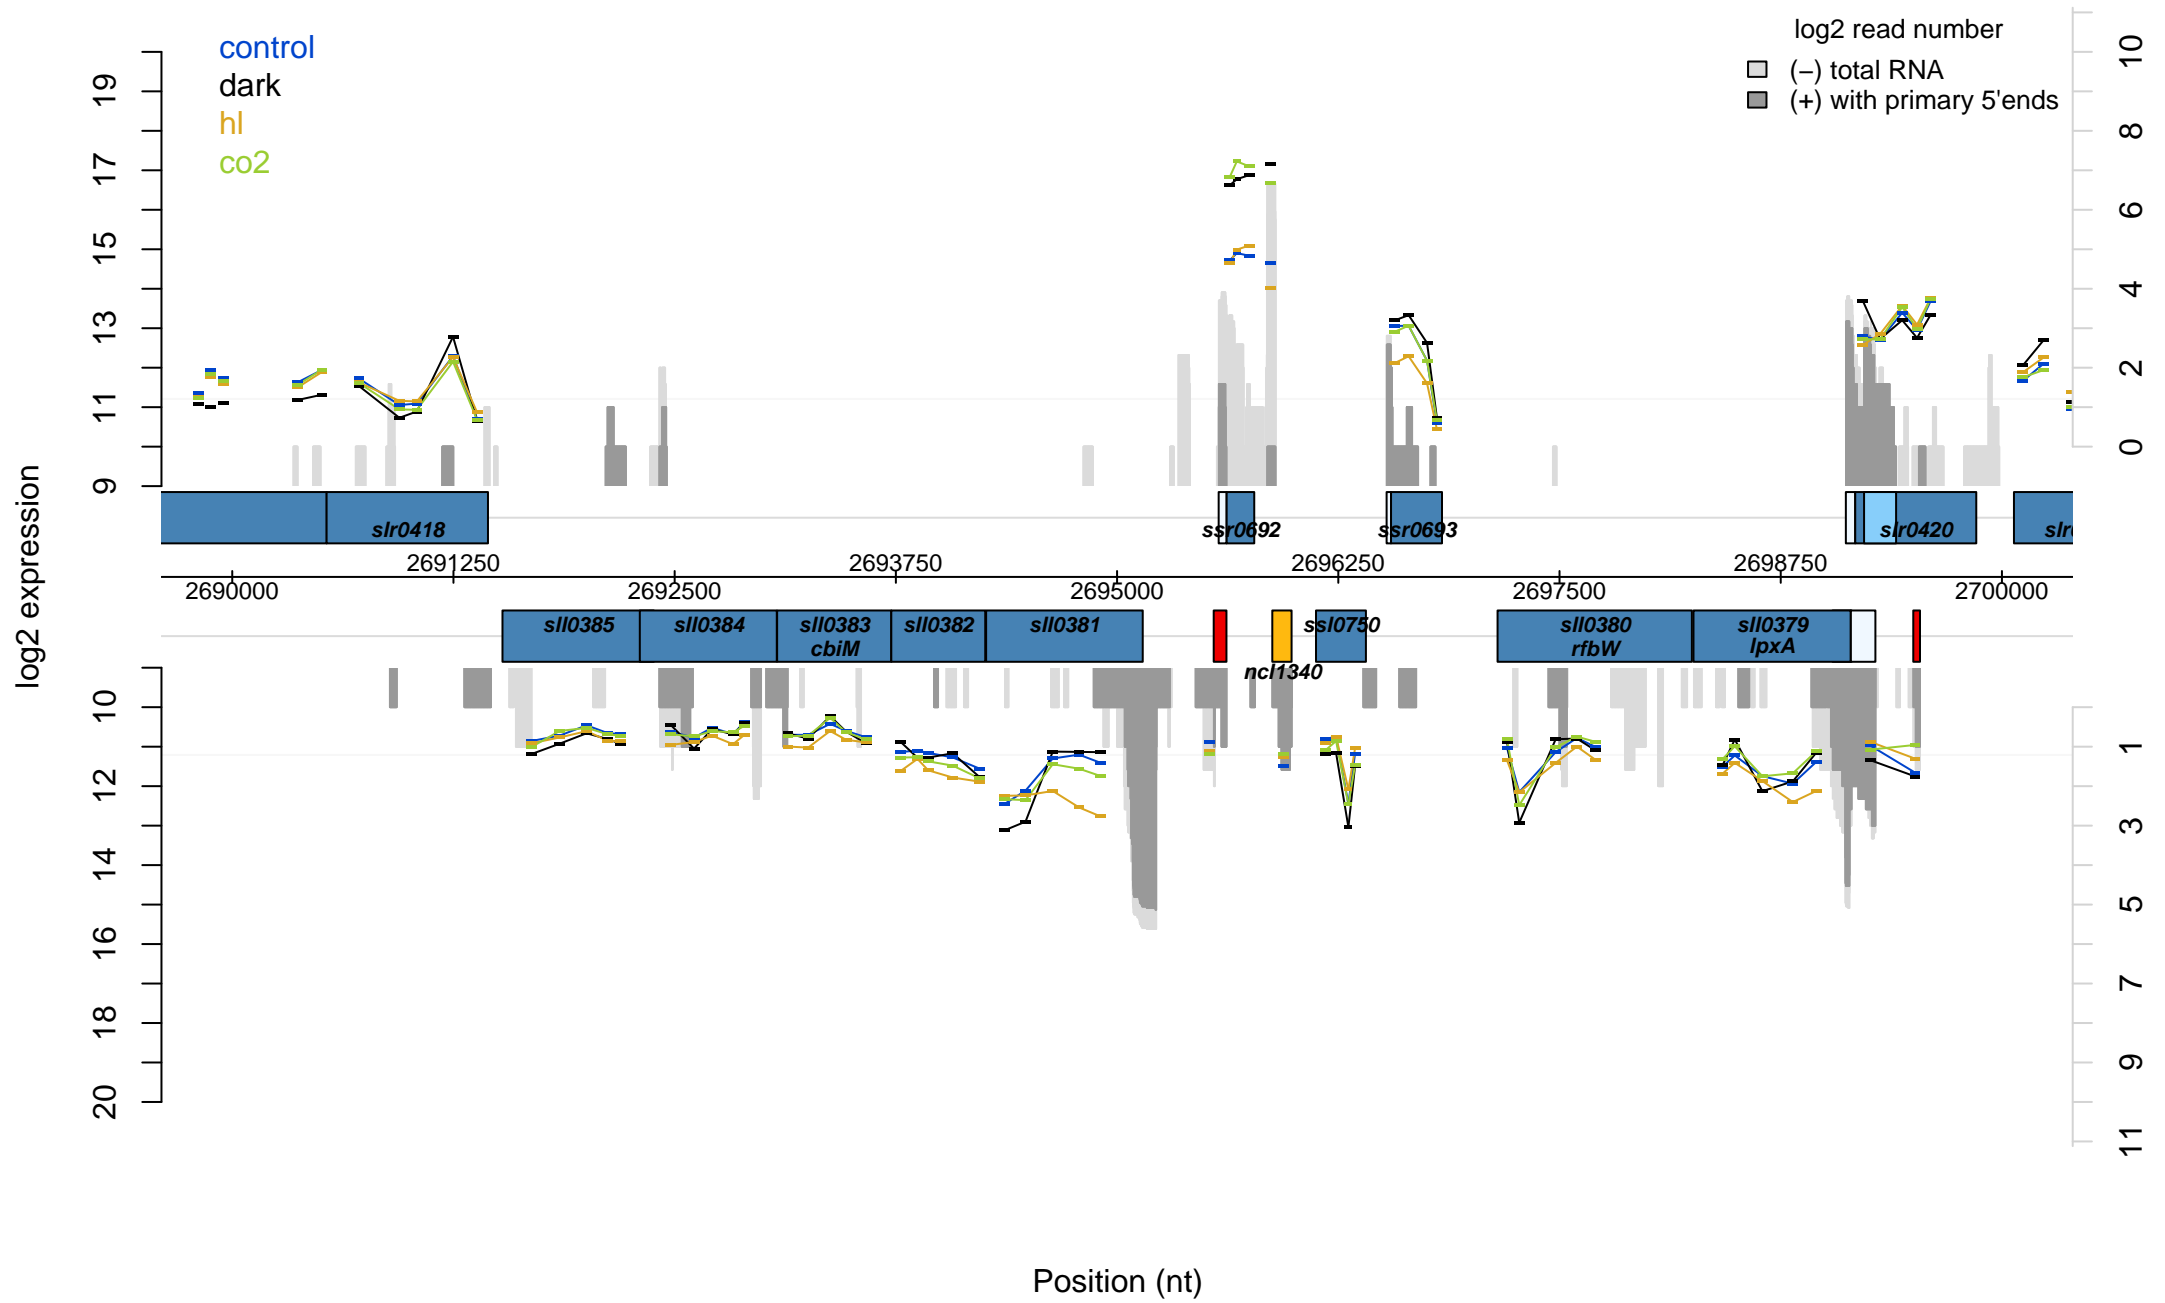 control
dark
hl
co2
log2 read number
(−) total RNA
(+) with primary 5'ends
19
17
15
13
11
9
10
8
6
4
2
0
log2 expression
slr0418
ssr0692
ssr0693
slr0420
slr
2691250
2693750
2696250
2698750
2690000
2692500
2695000
2697500
2700000
sll0385
sll0384
sll0383
cbiM
sll0382
sll0381
ncl1340
ssl0750
sll0380
rfbW
sll0379
lpxA
10
12
14
16
18
20
1
3
5
7
9
11
Position (nt)